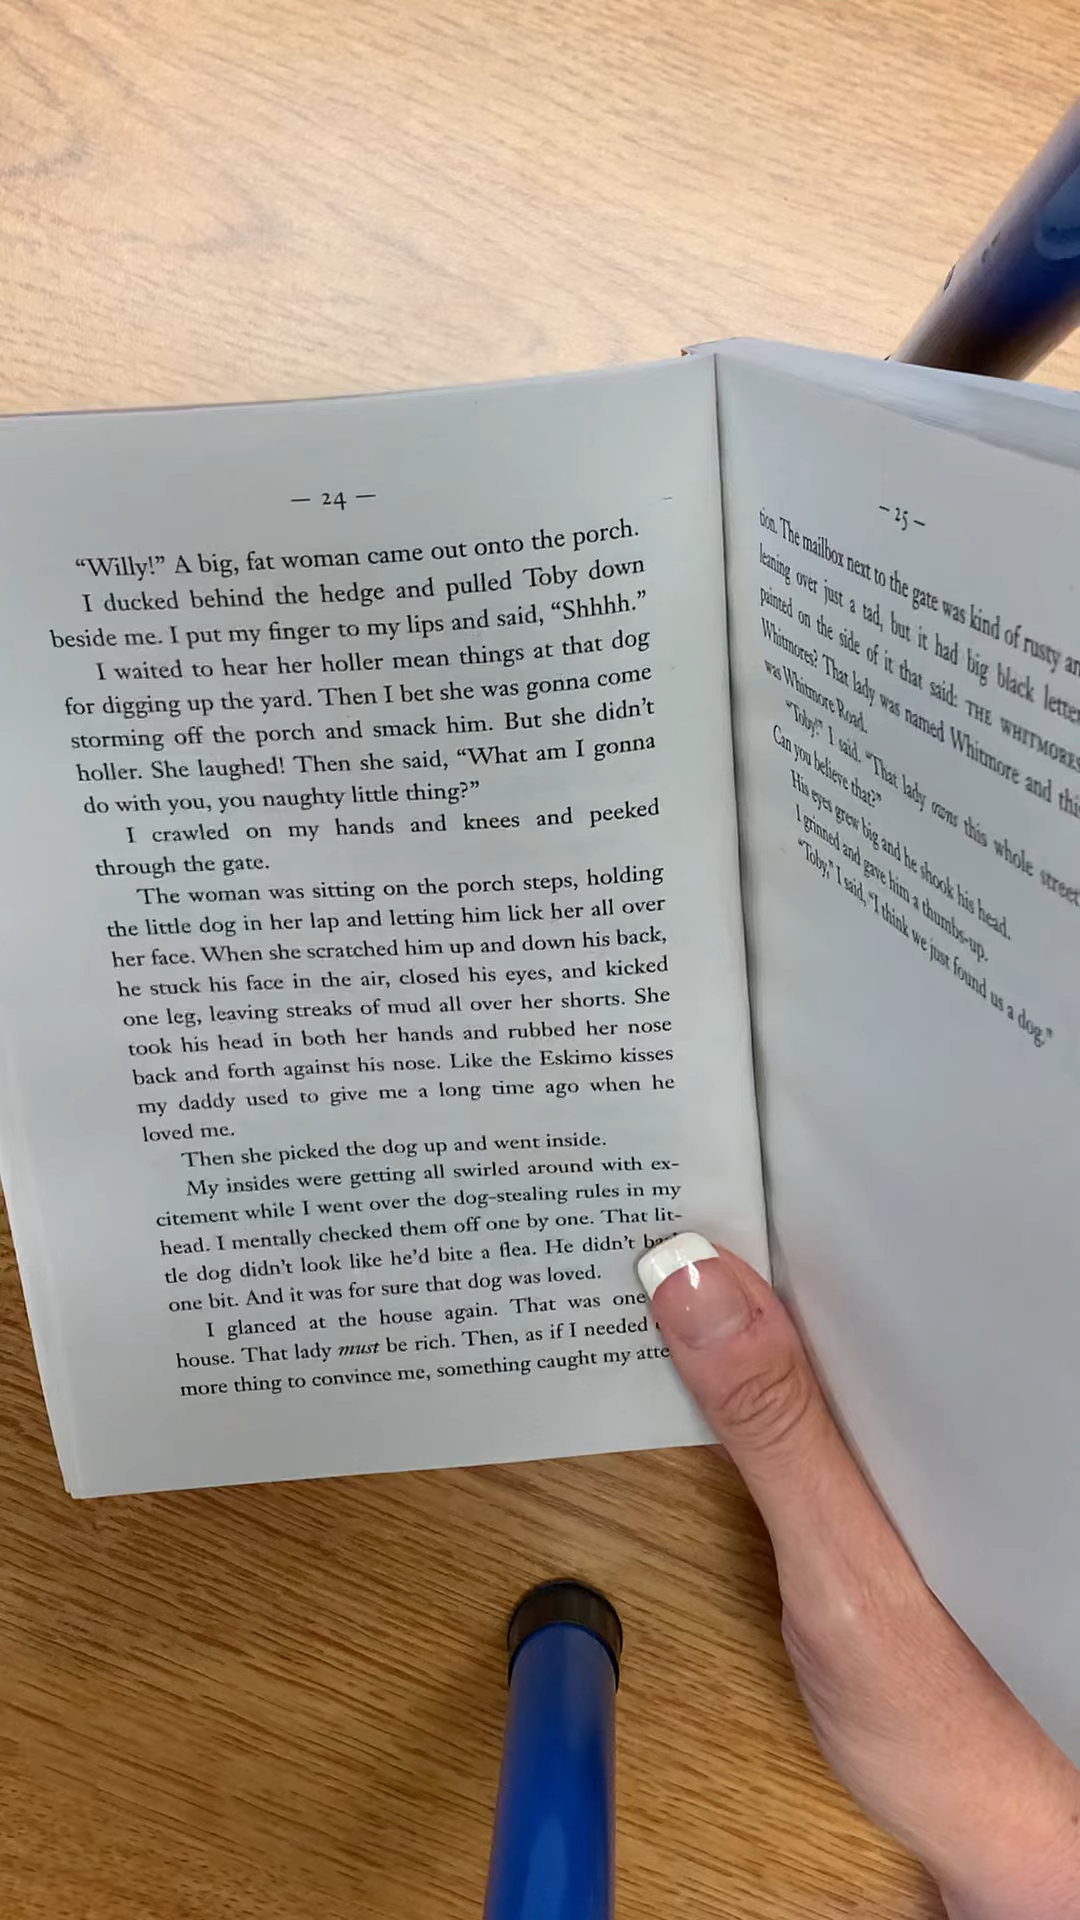 — 24 —
“Willy!” A big, fat woman came out onto the porch.
I ducked behind the hedge and pulled Toby down
beside me. I put my finger to my lips and said, “Shhhh.”
I waited to hear her holler mean things at that dog
for digging up the yard. Then I bet she was gonna come
storming off the porch and smack him. But she didn’t
holler. She laughed! Then she said, “What am I gonna
do with you, you naughty little thing?”
I crawled on my hands and knees and peeked
through the gate.
The woman was sitting on the porch steps, holding
the little dog in her lap and letting him lick her all over
her face. When she scratched him up and down his back,
he stuck his face in the air, closed his eyes, and kicked
one leg, leaving streaks of mud all over her shorts. She
took his head in both her hands and rubbed her nose
back and forth against his nose. Like the Eskimo kisses
my daddy used to give me a long time ago when he
loved me.
Then she picked the dog up and went inside.
My insides were getting all swirled around with ex-
citement while I went over the dog-stealing rules in my
head. I mentally checked them off one by one. That lit-
tle dog didn’t look like he’d bite a flea. He didn’t
one bit. And it was for sure that dog was loved.
I glanced at the house again. That was one
house. That lady must be rich. Then, as if I needed
more thing to convince me, something caught my atte
— 25 —
tion. The mailbox next to the gate was kind of rusty an
leaning over just a tad, but it had big black letter
painted on the side of it that said: THE WHITMORES
Whitmores? That lady was named Whitmore and thi
was Whitmore Road.
“Toby!” I said. “That lady owns this whole street
Can you believe that?”
His eyes grew big and he shook his head.
I grinned and gave him a thumbs-up.
“Toby,” I said, “I think we just found us a dog.”